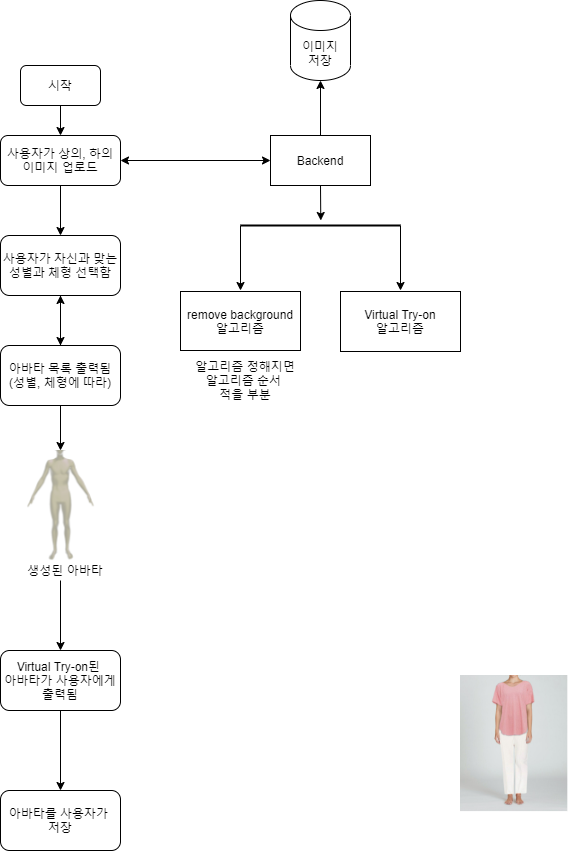 이미지
저장
시작
사용자가 상의, 하의
이미지 업로드
Backend
사용자가 자신과 맞는
성별과 체형 선택함
remove background
알고리즘
Virtual Try-on
알고리즘
알고리즘 정해지면
알고리즘 순서
적을 부분
아바타 목록 출력됨
(성별, 체형에 따라)
생성된 아바타
Virtual Try-on된
아바타가 사용자에게
출력됨
아바타를 사용자가
저장